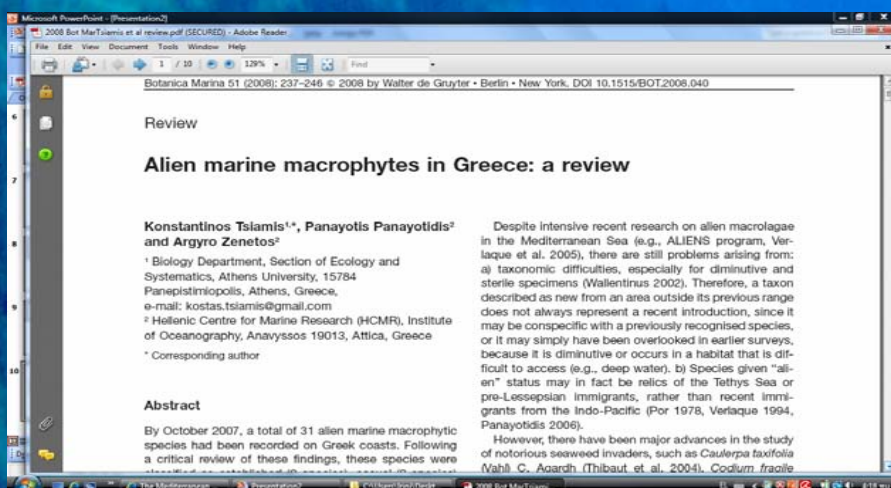 Microsoft PowerPoint - [Presentation2]
2008 Bot MarTsiamis et al review.pdf (SECURED) - Adobe Reader
File Edit View Document Tools Window Help
1 / 10 129% Find
Botanica Marina 51 (2008): 237–246 © 2008 by Walter de Gruyter • Berlin • New York. DOI 10.1515/BOT.2008.040
Review
Alien marine macrophytes in Greece: a review
Konstantinos Tsiamis¹,*, Panayotis Panayotidis²
and Argyro Zenetos²
¹ Biology Department, Section of Ecology and
Systematics, Athens University, 15784
Panepistimiopolis, Athens, Greece,
e-mail: kostas.tsiamis@gmail.com
² Hellenic Centre for Marine Research (HCMR), Institute
of Oceanography, Anavyssos 19013, Attica, Greece
* Corresponding author
Abstract
By October 2007, a total of 31 alien marine macrophytic
species had been recorded on Greek coasts. Following
a critical review of these findings, these species were
Despite intensive recent research on alien macrolagae
in the Mediterranean Sea (e.g., ALIENS program, Ver-
laque et al. 2005), there are still problems arising from:
a) taxonomic difficulties, especially for diminutive and
sterile specimens (Wallentinus 2002). Therefore, a taxon
described as new from an area outside its previous range
does not always represent a recent introduction, since it
may be conspecific with a previously recognised species,
or it may simply have been overlooked in earlier surveys,
because it is diminutive or occurs in a habitat that is dif-
ficult to access (e.g., deep water). b) Species given “ali-
en” status may in fact be relics of the Tethys Sea or
pre-Lessepsian immigrants, rather than recent immi-
grants from the Indo-Pacific (Por 1978, Verlaque 1994,
Panayotidis 2006).
However, there have been major advances in the study
of notorious seaweed invaders, such as Caulerpa taxifolia
(Vahl) C. Agardh (Thibaut et al. 2004), Codium fragile
6
7
8
9
10
The Mediterranean Presentation2 C:\Users\Joni\Deskt... 2008 Bot MarTsiami... EL 4:18 πμ